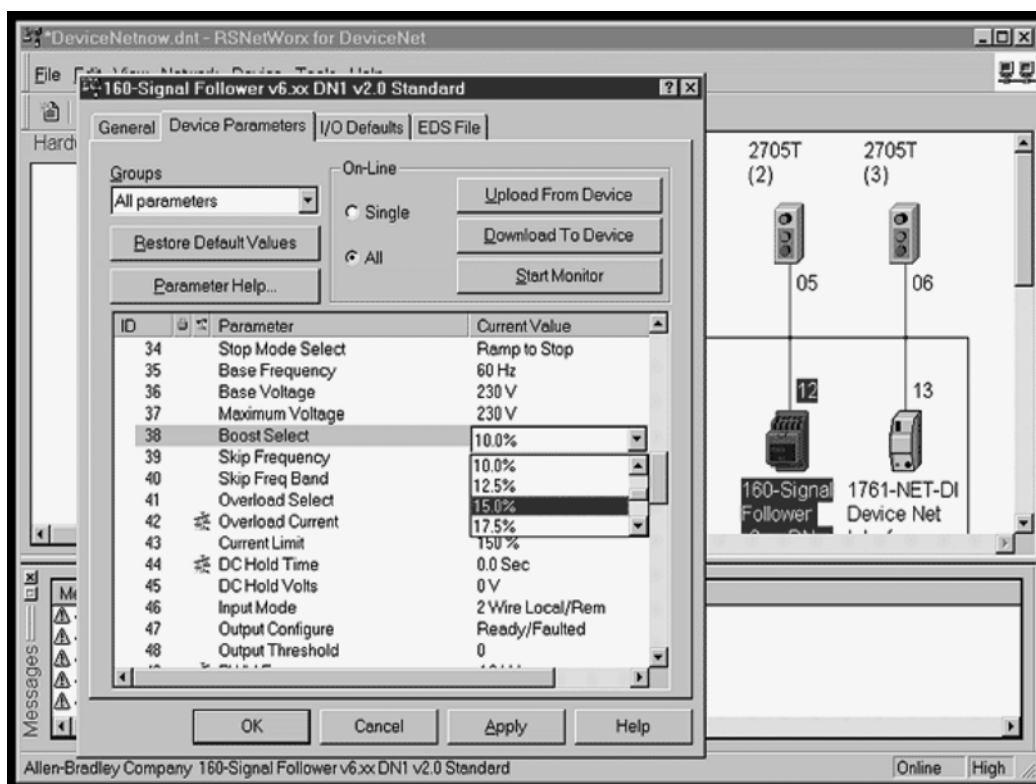 *DeviceNetnow.dnt - RSNetWorx for DeviceNet
File Edit View Network Device Tools Help
160-Signal Follower v6.xx DN1 v2.0 Standard
General Device Parameters I/O Defaults EDS File
Groups
All parameters
Restore Default Values
Parameter Help...
On-Line
Single
All
Upload From Device
Download To Device
Start Monitor
ID Parameter Current Value
34 Stop Mode Select Ramp to Stop
35 Base Frequency 60 Hz
36 Base Voltage 230 V
37 Maximum Voltage 230 V
38 Boost Select 10.0%
39 Skip Frequency 10.0%
40 Skip Freq Band 12.5%
41 Overload Select 15.0%
42 Overload Current 17.5%
43 Current Limit 150 %
44 DC Hold Time 0.0 Sec
45 DC Hold Volts 0 V
46 Input Mode 2 Wire Local/Rem
47 Output Configure Ready/Faulted
48 Output Threshold 0
OK Cancel Apply Help
2705T
(2)
2705T
(3)
05
06
12
13
160-Signal
Follower
1761-NET-DI
Device Net
Messages
Allen-Bradley Company 160-Signal Follower v6.xx DN1 v2.0 Standard
Online High